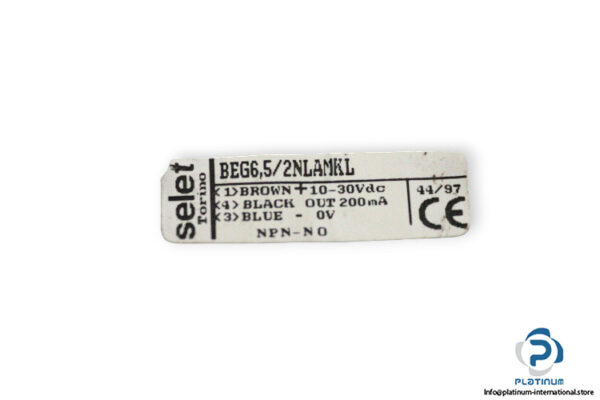 selet
Torino
BEG6,5/2NLAMKL
<1>BROWN + 10-30Vdc
<4> BLACK OUT 200mA
<3>BLUE - 0V
NPN-NO
44/97
CE
PLATINUM
Info@platinum-international.store